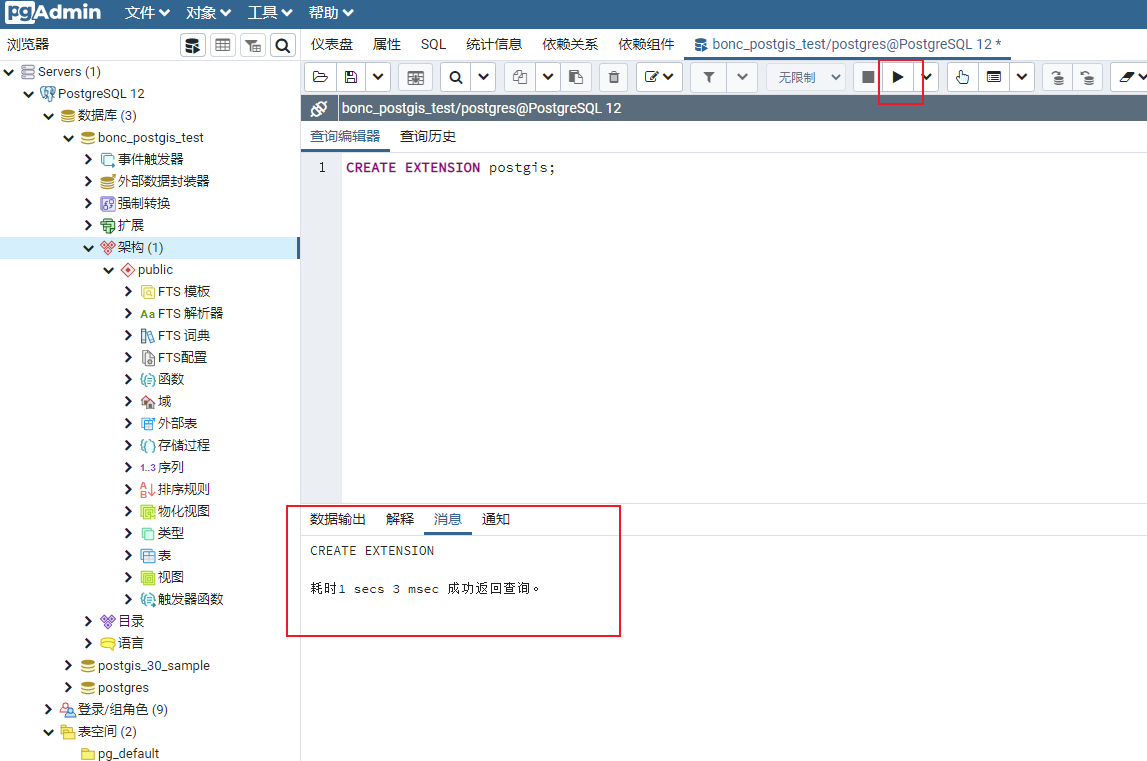 pgAdmin 文件 对象 工具 帮助
浏览器
仪表盘 属性 SQL 统计信息 依赖关系 依赖组件 bonc_postgis_test/postgres@PostgreSQL 12 *
无限制
bonc_postgis_test/postgres@PostgreSQL 12
查询编辑器 查询历史
1 CREATE EXTENSION postgis;
Servers (1)
PostgreSQL 12
数据库 (3)
bonc_postgis_test
事件触发器
外部数据封装器
强制转换
扩展
架构 (1)
public
FTS 模板
Aa FTS 解析器
FTS 词典
FTS配置
函数
域
外部表
存储过程
1..3 序列
排序规则
物化视图
类型
表
视图
触发器函数
目录
语言
postgis_30_sample
postgres
登录/组角色 (9)
表空间 (2)
pg_default
数据输出 解释 消息 通知
CREATE EXTENSION
耗时1 secs 3 msec 成功返回查询。